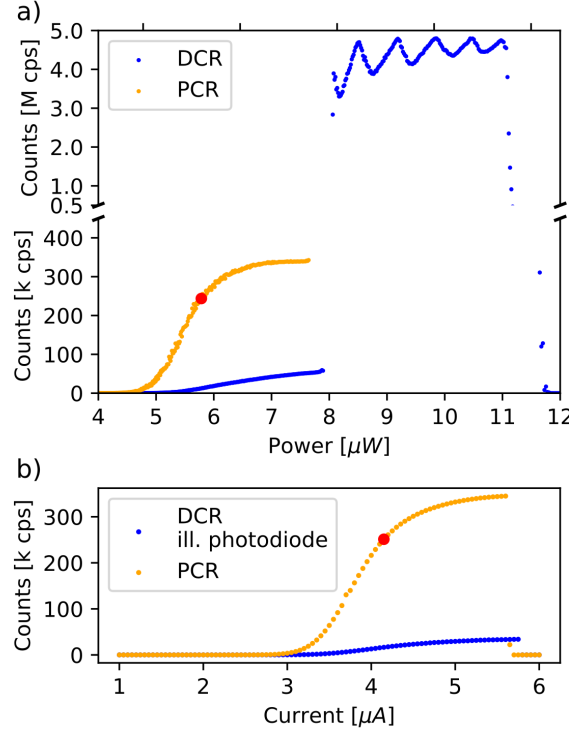 a)
Counts [M cps]
5.0
4.0
3.0
2.0
1.0
0.5
DCR
PCR
Counts [k cps]
400
300
200
100
0
4 5 6 7 8 9 10 11 12
Power [μW]
b)
Counts [k cps]
300
200
100
0
DCR
ill. photodiode
PCR
1 2 3 4 5 6
Current [μA]